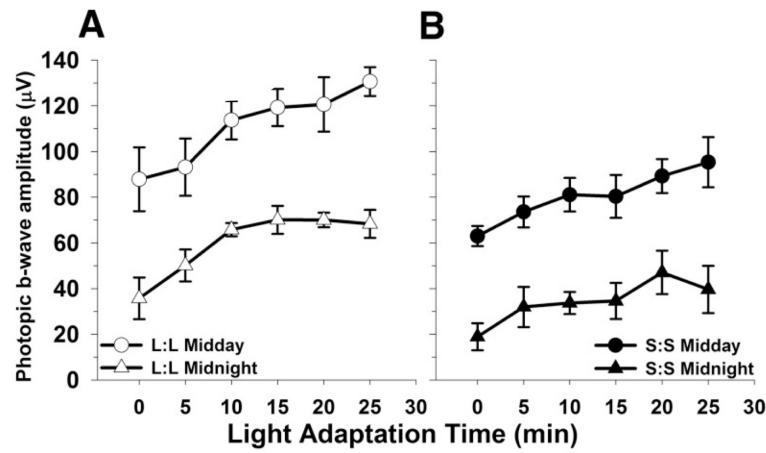 A
B
Photopic b-wave amplitude (µV)
140
120
100
80
60
40
20
0
L:L Midday
L:L Midnight
S:S Midday
S:S Midnight
0 5 10 15 20 25 30
0 5 10 15 20 25 30
Light Adaptation Time (min)